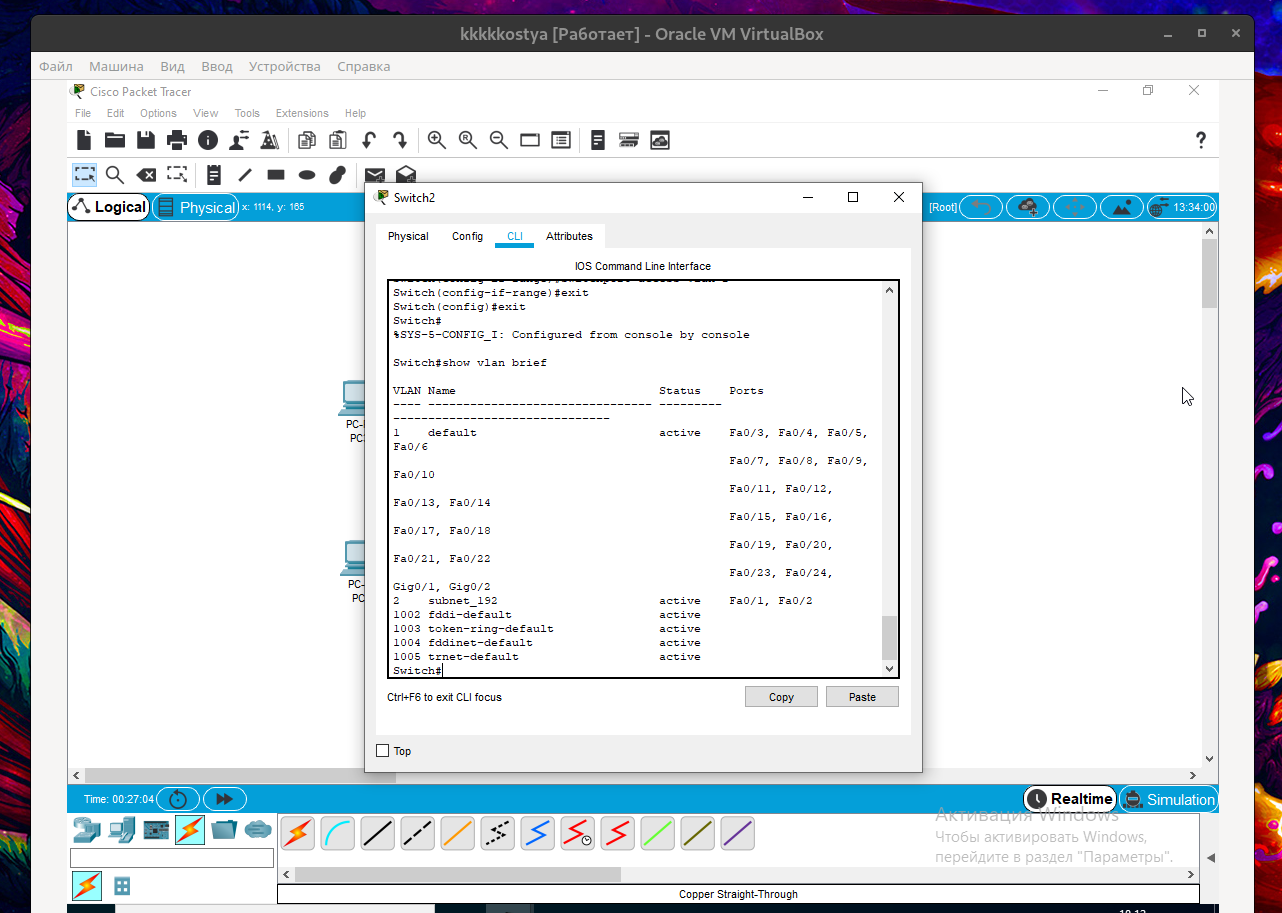 kkkkkostya [Работает] - Oracle VM VirtualBox
Файл Машина Вид Ввод Устройства Справка
Cisco Packet Tracer
File Edit Options View Tools Extensions Help
Logical Physical x: 1114, y: 165
[Root] 13:34:00
Switch2
Physical Config CLI Attributes
IOS Command Line Interface
Switch(config-if-range)#exit
Switch(config)#exit
Switch#
%SYS-5-CONFIG_I: Configured from console by console
Switch#show vlan brief
VLAN Name Status Ports
---- -------------------------------- ---------
-------------------------------
1 default active Fa0/3, Fa0/4, Fa0/5,
Fa0/6
Fa0/7, Fa0/8, Fa0/9,
Fa0/10
Fa0/11, Fa0/12,
Fa0/13, Fa0/14
Fa0/15, Fa0/16,
Fa0/17, Fa0/18
Fa0/19, Fa0/20,
Fa0/21, Fa0/22
Fa0/23, Fa0/24,
Gig0/1, Gig0/2
2 subnet_192 active Fa0/1, Fa0/2
1002 fddi-default active
1003 token-ring-default active
1004 fddinet-default active
1005 trnet-default active
Switch#
Ctrl+F6 to exit CLI focus
Copy Paste
Top
Time: 00:27:04
Realtime Simulation
Активация Windows
Чтобы активировать Windows,
перейдите в раздел "Параметры".
Copper Straight-Through